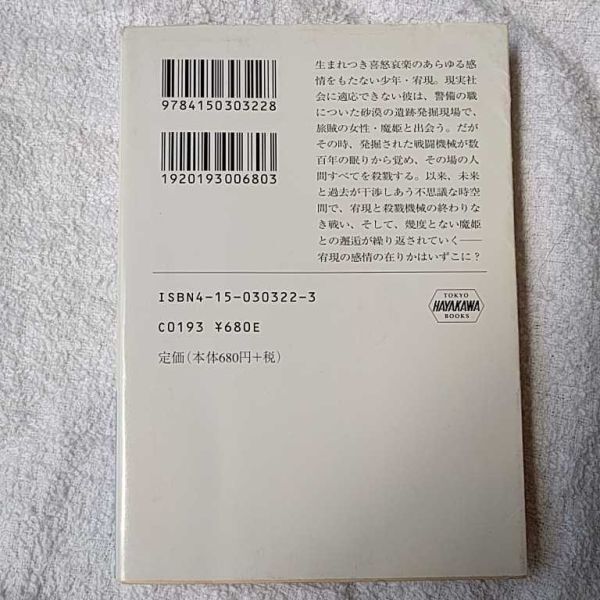 9784150303228
1920193006803
生まれつき喜怒哀楽のあらゆる感
情をもたない少年・宥現。現実社
会に適応できない彼は、警備の職
についた砂漠の遺跡発掘現場で、
旅賊の女性・魔姫と出会う。だが
その時、発掘された戦闘機械が数
百年の眠りから覚め、その場の人
間すべてを殺戮する。以来、未来
と過去が干渉しあう不思議な時空
間で、宥現と殺戮機械の終わりな
き戦い、そして、幾度とない魔姫
との邂逅が繰り返されていく──
宥現の感情の在りかはいずこに？
ISBN4-15-030322-3
C0193 ¥680E
定価（本体680円＋税）
TOKYO
HAYAKAWA
BOOKS